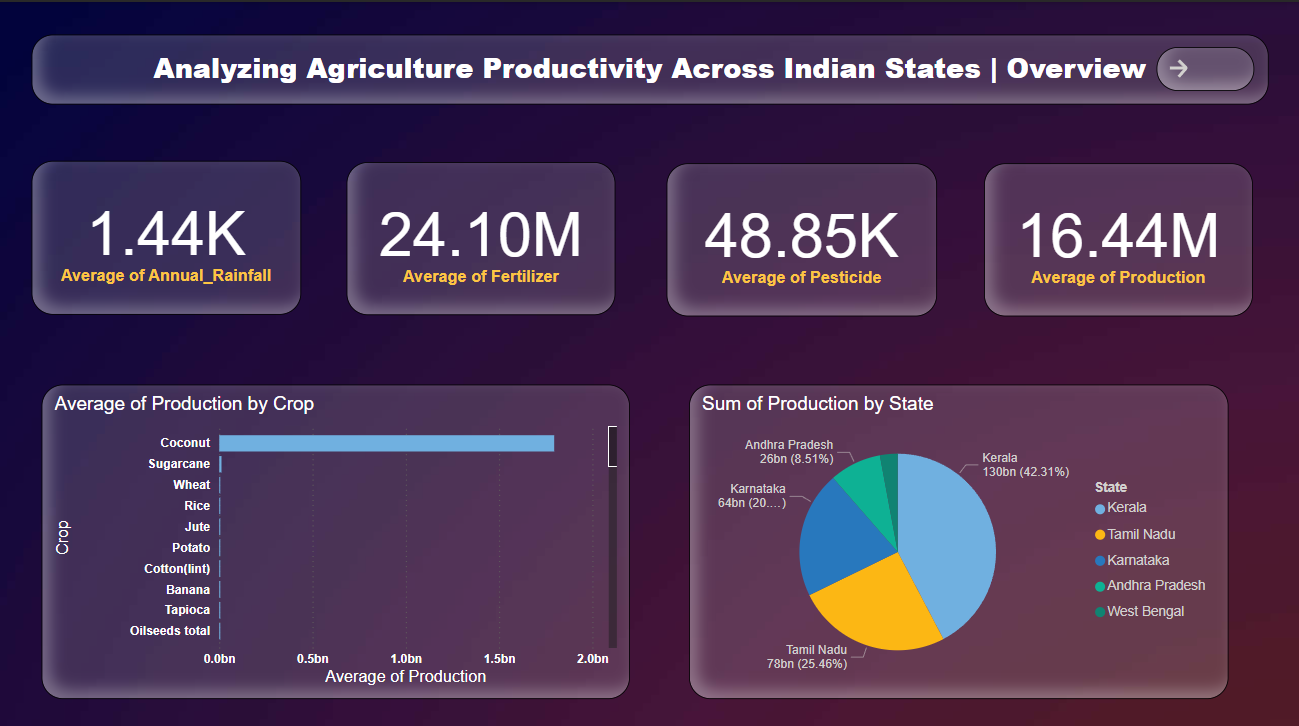 Analyzing Agriculture Productivity Across Indian States | Overview
1.44K
Average of Annual_Rainfall
24.10M
Average of Fertilizer
48.85K
Average of Pesticide
16.44M
Average of Production
Average of Production by Crop
Crop
Coconut
Sugarcane
Wheat
Rice
Jute
Potato
Cotton(lint)
Banana
Tapioca
Oilseeds total
0.0bn 0.5bn 1.0bn 1.5bn 2.0bn
Average of Production
Sum of Production by State
Andhra Pradesh
26bn (8.51%)
Karnataka
64bn (20....)
Tamil Nadu
78bn (25.46%)
Kerala
130bn (42.31%)
State
Kerala
Tamil Nadu
Karnataka
Andhra Pradesh
West Bengal